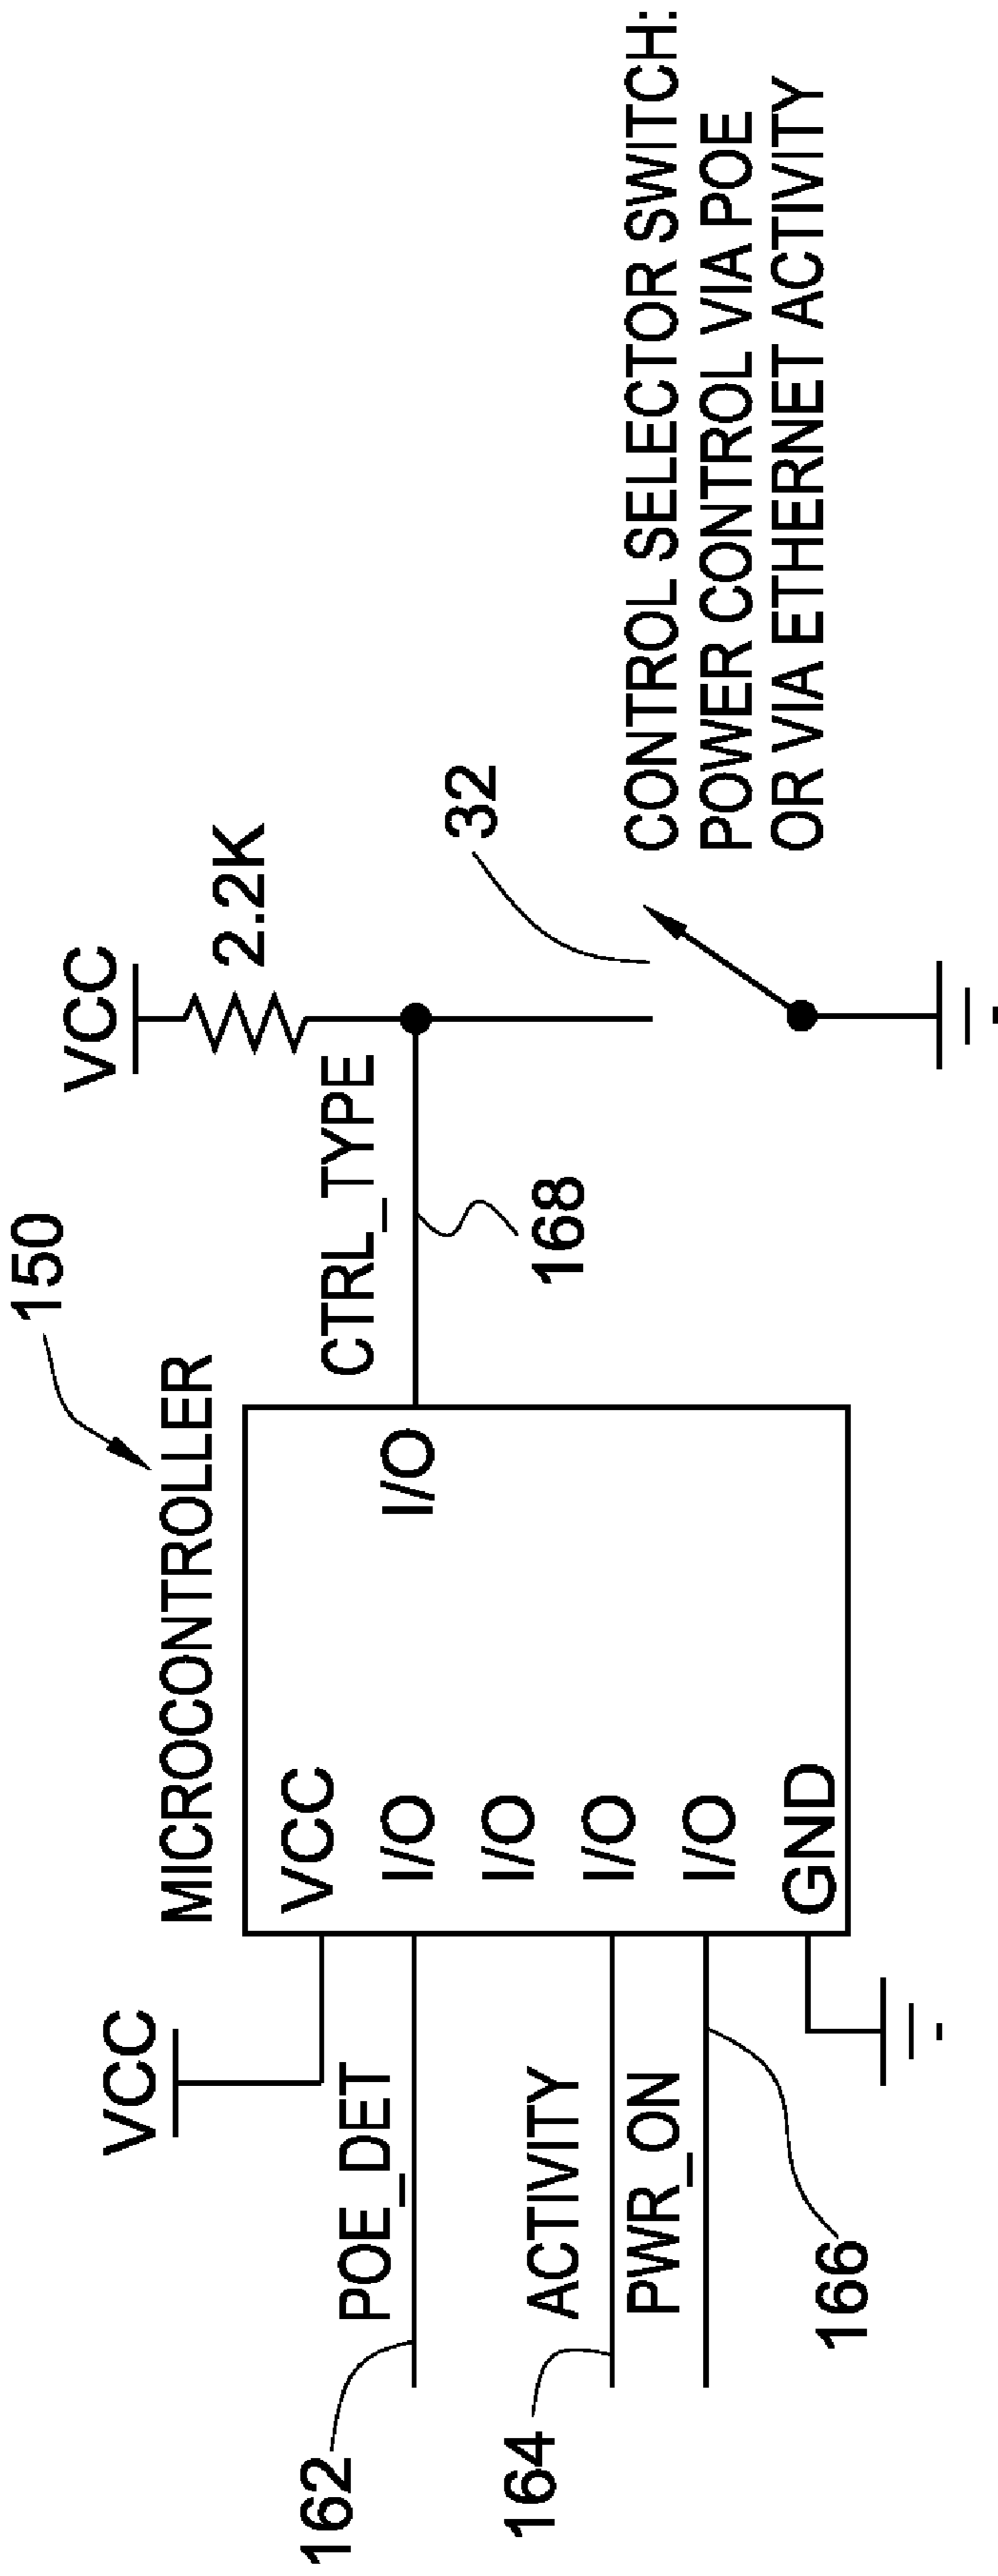 150
MICROCONTROLLER
VCC
VCC
2.2K
VCC
POE_DET
162
I/O
I/O
CTRL_TYPE
168
32
I/O
ACTIVITY
164
I/O
PWR_ON
166
I/O
GND
CONTROL SELECTOR SWITCH:
POWER CONTROL VIA POE
OR VIA ETHERNET ACTIVITY